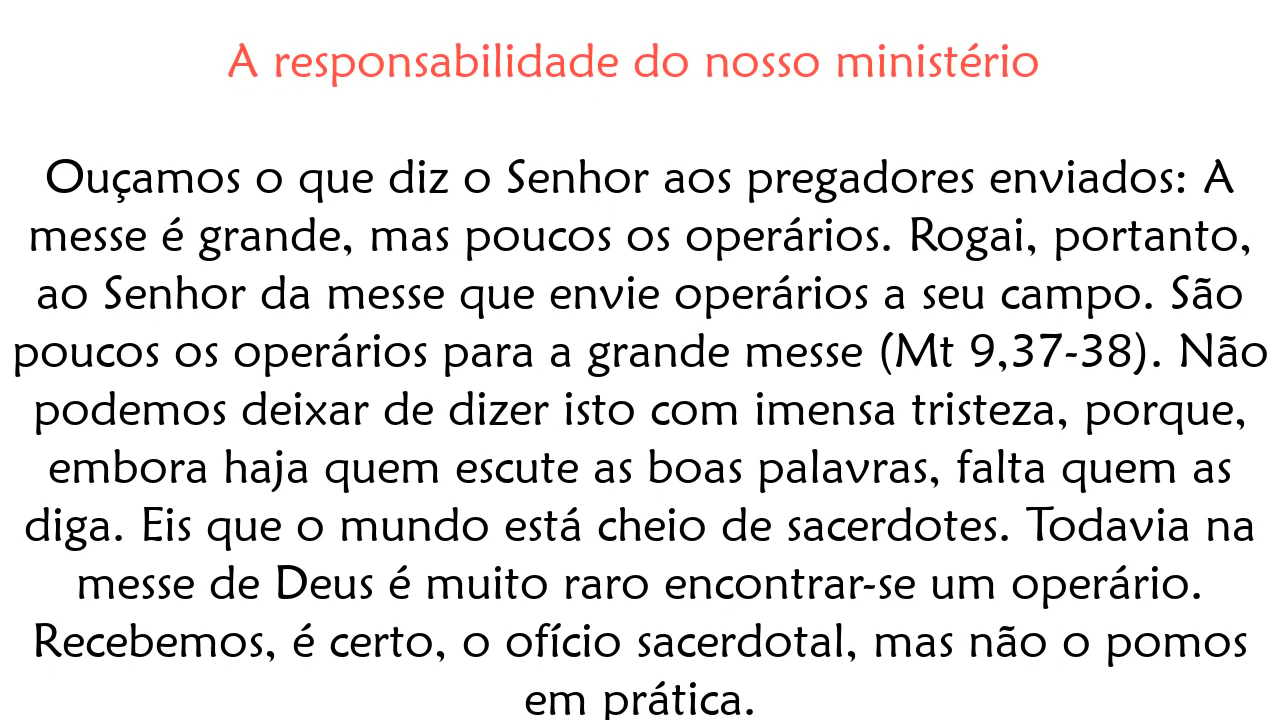 A responsabilidade do nosso ministério
Ouçamos o que diz o Senhor aos pregadores enviados: A
messe é grande, mas poucos os operários. Rogai, portanto,
ao Senhor da messe que envie operários a seu campo. São
poucos os operários para a grande messe (Mt 9,37-38). Não
podemos deixar de dizer isto com imensa tristeza, porque,
embora haja quem escute as boas palavras, falta quem as
diga. Eis que o mundo está cheio de sacerdotes. Todavia na
messe de Deus é muito raro encontrar-se um operário.
Recebemos, é certo, o ofício sacerdotal, mas não o pomos
em prática.